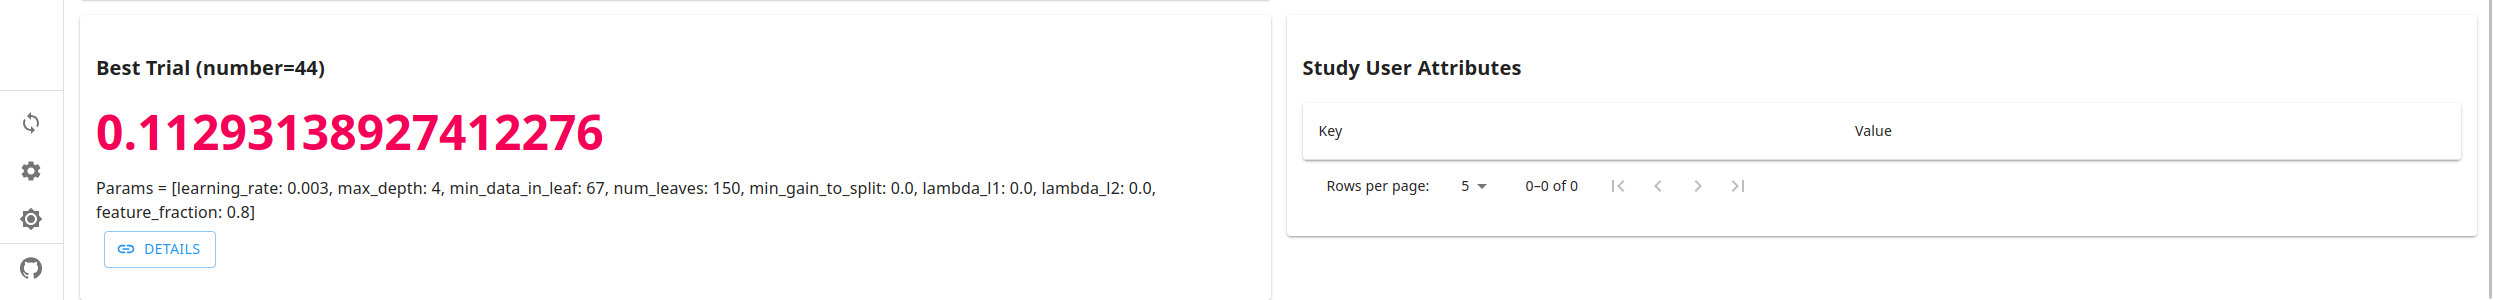 Best Trial (number=44)
0.11293138927412276
Params = [learning_rate: 0.003, max_depth: 4, min_data_in_leaf: 67, num_leaves: 150, min_gain_to_split: 0.0, lambda_l1: 0.0, lambda_l2: 0.0,
feature_fraction: 0.8]
DETAILS
Study User Attributes
Key Value
Rows per page: 5 0–0 of 0